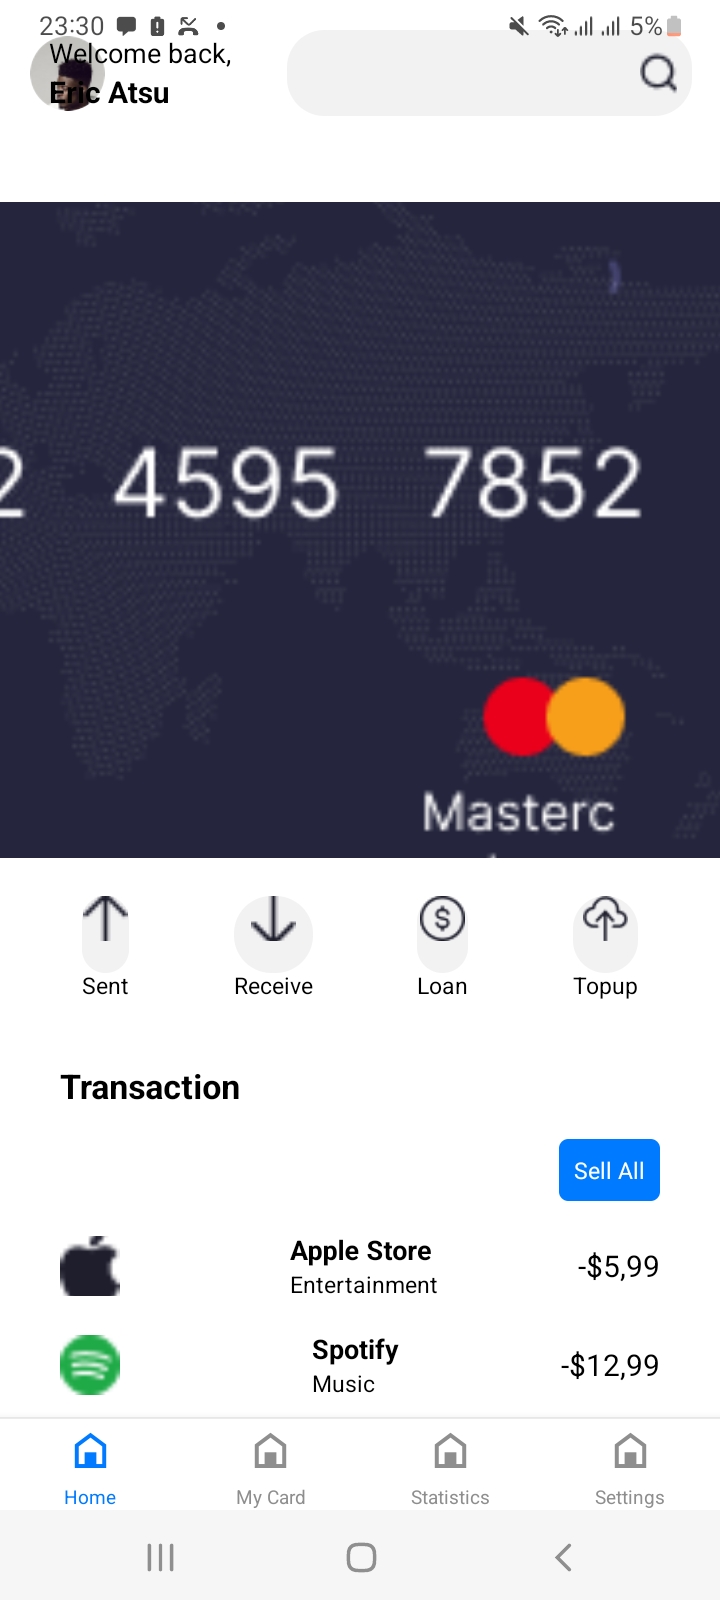 23:30 5%
Welcome back,
Eric Atsu
2 4595 7852
Masterc
Sent Receive Loan Topup
Transaction
Sell All
Apple Store
Entertainment
-$5,99
Spotify
Music
-$12,99
Home My Card Statistics Settings